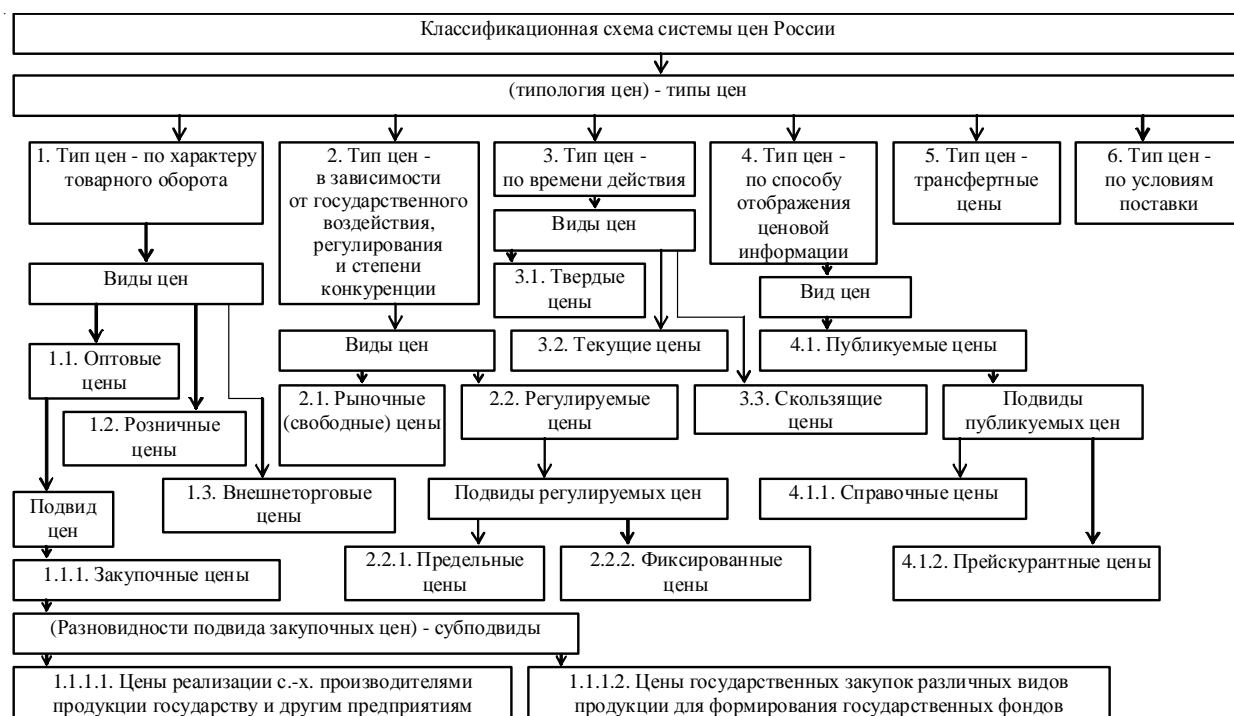 Классификационная схема системы цен России
(типология цен) - типы цен
1. Тип цен - по характеру
товарного оборота
2. Тип цен -
в зависимости
от государственного
воздействия,
регулирования
и степени
конкуренции
3. Тип цен -
по времени действия
4. Тип цен -
по способу
отображения
ценовой
информации
5. Тип цен -
трансфертные
цены
6. Тип цен -
по условиям
поставки
Виды цен
Виды цен
3.1. Твердые
цены
Вид цен
1.1. Оптовые
цены
Виды цен
3.2. Текущие цены
4.1. Публикуемые цены
1.2. Розничные
цены
2.1. Рыночные
(свободные) цены
2.2. Регулируемые
цены
3.3. Скользящие
цены
Подвиды
публикуемых цен
1.3. Внешнеторговые
цены
Подвиды регулируемых цен
4.1.1. Справочные цены
Подвид
цен
2.2.1. Предельные
цены
2.2.2. Фиксированные
цены
4.1.2. Прейскурантные цены
1.1.1. Закупочные цены
(Разновидности подвида закупочных цен) - субподвиды
1.1.1.1. Цены реализации с.-х. производителями
продукции государству и другим предприятиям
1.1.1.2. Цены государственных закупок различных видов
продукции для формирования государственных фондов